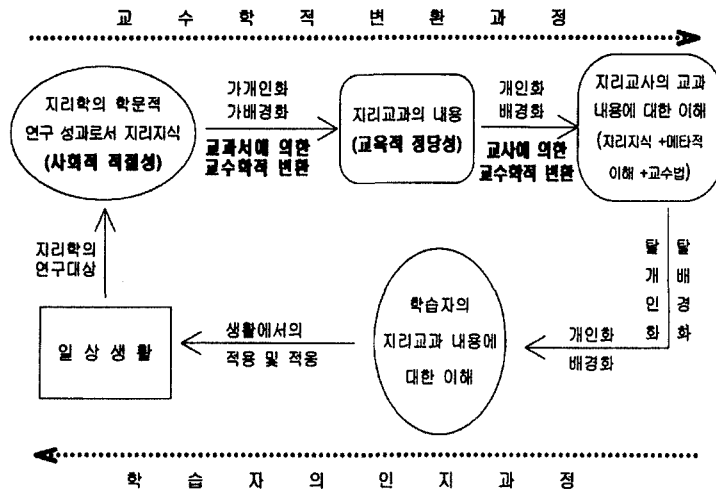 교 수 학 적 변 환 과 정
지리학의 학문적
연구 성과로서 지리지식
(사회적 적절성)
가개인화
가배경화
교과서에 의한
교수학적 변환
지리교과의 내용
(교육적 정당성)
개인화
배경화
교사에 의한
교수학적 변환
지리교사의 교과
내용에 대한 이해
(지리지식 +메타적
이해 +교수법)
탈개인화
탈배경화
개인화
배경화
학습자의
지리교과 내용에
대한 이해
생활에서의
적용 및 적응
일 상 생 활
지리학의
연구대상
학 습 자 의 인 지 과 정